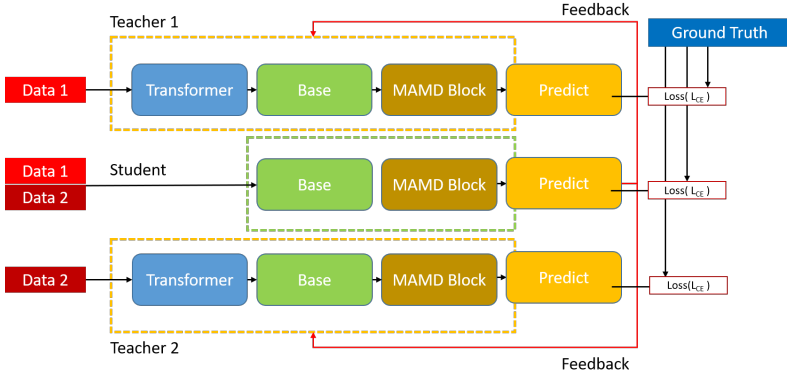 Teacher 1
Feedback
Ground Truth
Data 1
Transformer
Base
MAMD Block
Predict
Loss( LCE )
Data 1
Data 2
Student
Base
MAMD Block
Predict
Loss( LCE )
Data 2
Transformer
Base
MAMD Block
Predict
Loss(LCE )
Teacher 2
Feedback